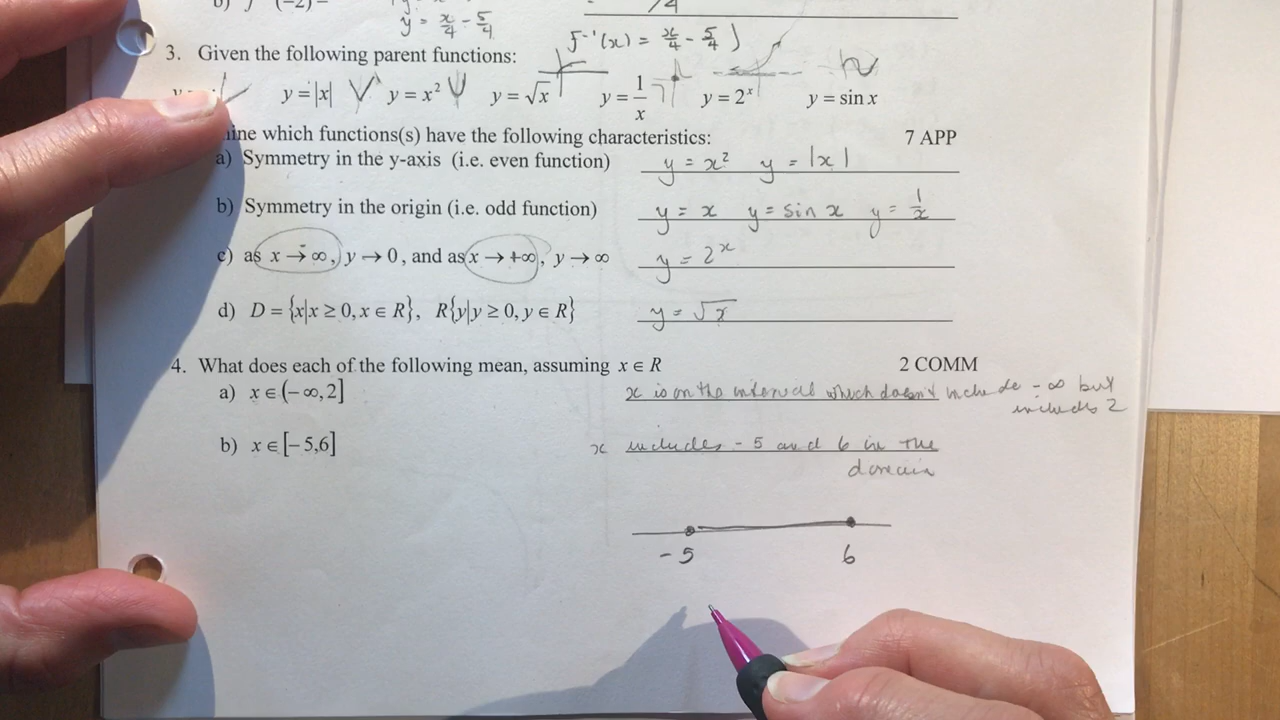 y = x/4 - 5/4
f⁻¹(x) = x/4 - 5/4
3. Given the following parent functions:
y = |x| y = x² y = √x y = 1/x y = 2ˣ y = sin x
which functions(s) have the following characteristics: 7 APP
a) Symmetry in the y-axis (i.e. even function) y = x² y = |x|
b) Symmetry in the origin (i.e. odd function) y = x y = sin x y = 1/x
c) as x → -∞, y → 0, and as x → +∞, y → ∞ y = 2ˣ
d) D = {x|x ≥ 0, x ∈ R}, R{y|y ≥ 0, y ∈ R} y = √x
4. What does each of the following mean, assuming x ∈ R 2 COMM
a) x ∈ (-∞, 2] x is on the interval which doesn't include -∞ but
includes 2
b) x ∈ [-5,6] x includes -5 and 6 in the
domain
-5 6